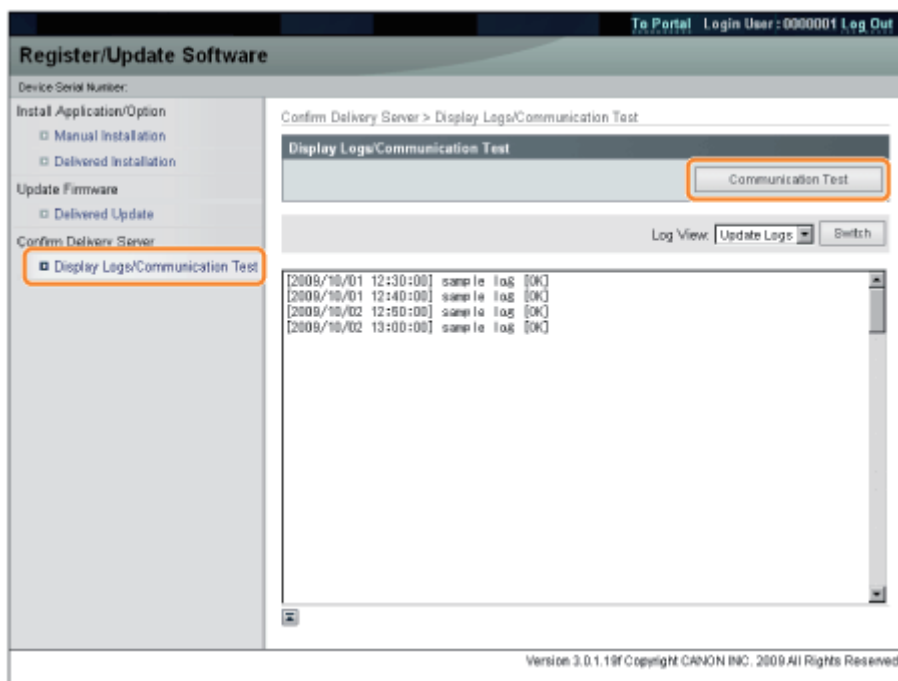 To Portal Login User : 0000001 Log Out
Register/Update Software
Device Serial Number:
Install Application/Option
Manual Installation
Delivered Installation
Update Firmware
Delivered Update
Confirm Delivery Server
Display Logs/Communication Test
Confirm Delivery Server > Display Logs/Communication Test
Display Logs/Communication Test
Communication Test
Log View: Update Logs Switch
[2009/10/01 12:30:00] sample log [OK]
[2009/10/01 12:40:00] sample log [OK]
[2009/10/02 12:50:00] sample log [OK]
[2009/10/02 13:00:00] sample log [OK]
Version 3.0.1.19f Copyright CANON INC. 2009 All Rights Reserved